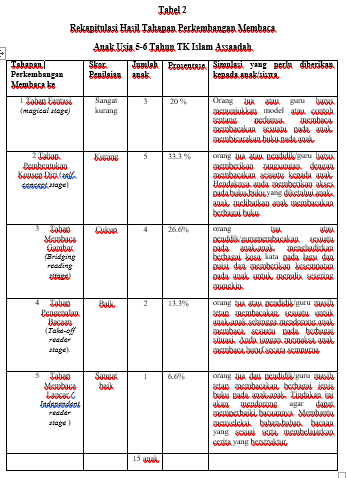 Tabel 2
Rekapitulasi Hasil Tahapan Perkembangan Membaca
Anak Usia 5-6 Tahun TK Islam Assaadah
Tahapan Perkembangan Membaca ke
Skor Penilaian
Jumlah anak
Prosentase
Simulasi yang perlu diberikan kepada anak/siswa.
1 Tahap Fantasi
(magical stage)
Sangat
kurang
3
20 %
Orang tua atau guru harus
menunjukkan model atau contoh
tentang perlunya membaca,
membacakan sesuatu pada anak,
membicarakan buku pada anak.
2 Tahap
Pembentukan
Konsep Diri (self
concept stage)
Kurang
5
33.3 %
orang tua atau pendidik/guru harus
memberikan rangsangan dengan
membacakan sesuatu kepada anak.
Hendaknya anda memberikan akses
pada buku-buku yang diketahui anak-
anak, melibatkan anak membacakan
berbagai buku.
3 Tahap
Membaca
Gambar
(Bridging
reading
stage)
Cukup
4
26.6%
orang tua atau
pendidik/guru membacakan sesuatu
pada anak-anak, menghadirkan
berbagai kosa kata pada lagu dan
puisi, dan memberikan kesempatan
pada anak untuk menulis sesering
mungkin.
4 Tahap
Pengenalan
Bacaan
(Take-off
reader
stage).
Baik
2
13.3%
orang tua atau pendidik/guru masih
tetap membacakan sesuatu untuk
anak-anak sehingga mendorong anak
membaca sesuatu pada berbagai
situasi. Anda jangan memaksa anak
membaca huruf secara sempurna.
5 Tahap
Membaca
Lancar (
Independent
reader
stage )
Sangat
baik
1
6.6%
orang tua dan pendidik/guru masih
tetap membacakan berbagai jenis
buku pada anak-anak. Tindakan ini
akan mendorong agar dapat
memperbaiki bacaannya. Membantu
menyeleksi bahan-bahan bacaan
yang sesuai serta membelajarkan
cerita yang berstruktur.
15 anak